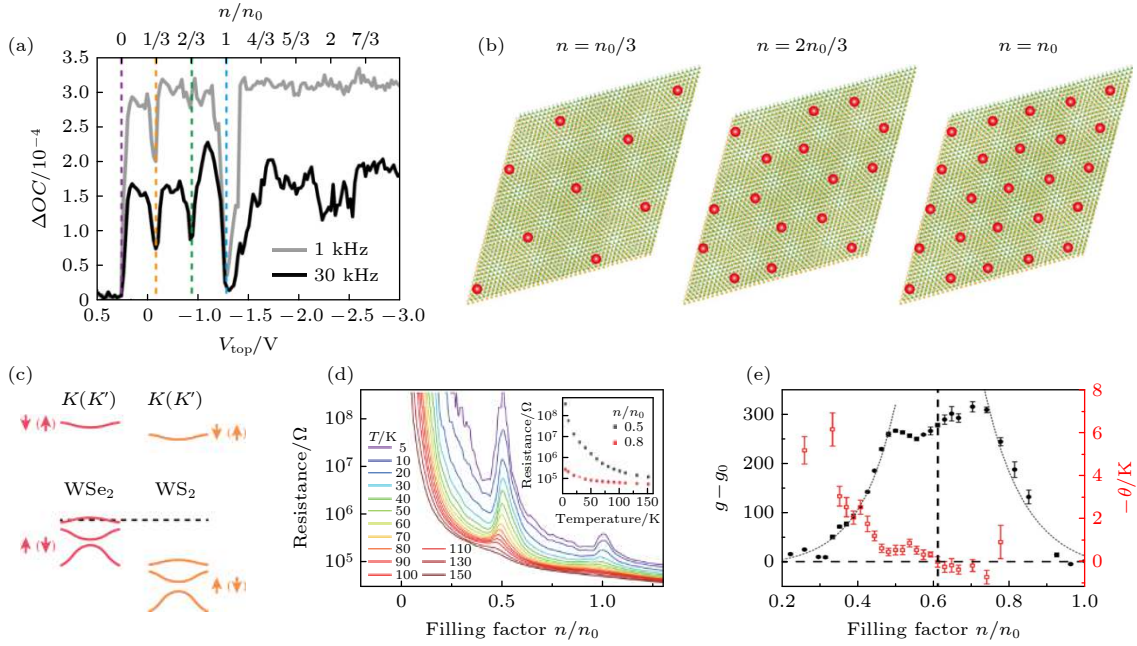 n/n₀
(a)
0 1/3 2/3 1 4/3 5/3 2 7/3
3.5
3.0
2.5
2.0
1.5
1.0
0.5
0
ΔOC/10⁻⁴
1 kHz
30 kHz
0.5 0 −1.0 −1.0 −1.5 −2.0 −2.5 −3.0
V_top/V
(b)
n = n₀/3
n = 2n₀/3
n = n₀
(c)
K(K′)
K(K′)
WSe₂
WS₂
(d)
10⁸
10⁷
10⁶
10⁵
Resistance/Ω
T/K
5
10
20
30
40
50
60
70
80
90
100
110
130
150
Resistance/Ω
10⁸
10⁷
10⁶
10⁵
n/n₀
0.5
0.8
0 50 100 150
Temperature/K
0 0.5 1.0
Filling factor n/n₀
(e)
300
200
100
0
g − g₀
8
6
4
2
0
−θ/K
0.2 0.4 0.6 0.8 1.0
Filling factor n/n₀